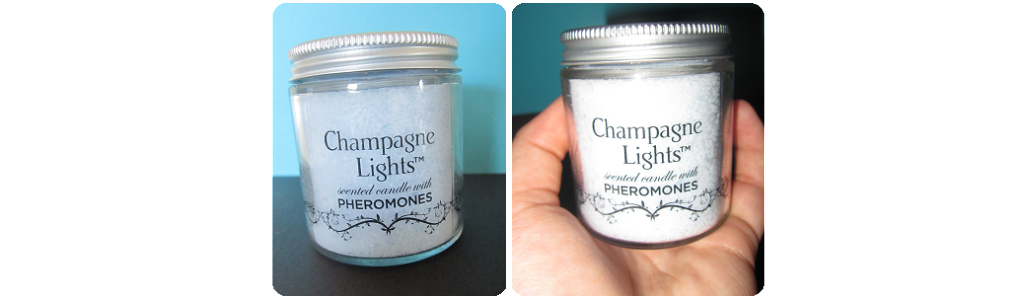 Champagne
Lights™
scented candle with
PHEROMONES
Champagne
Lights™
scented candle with
PHEROMONES